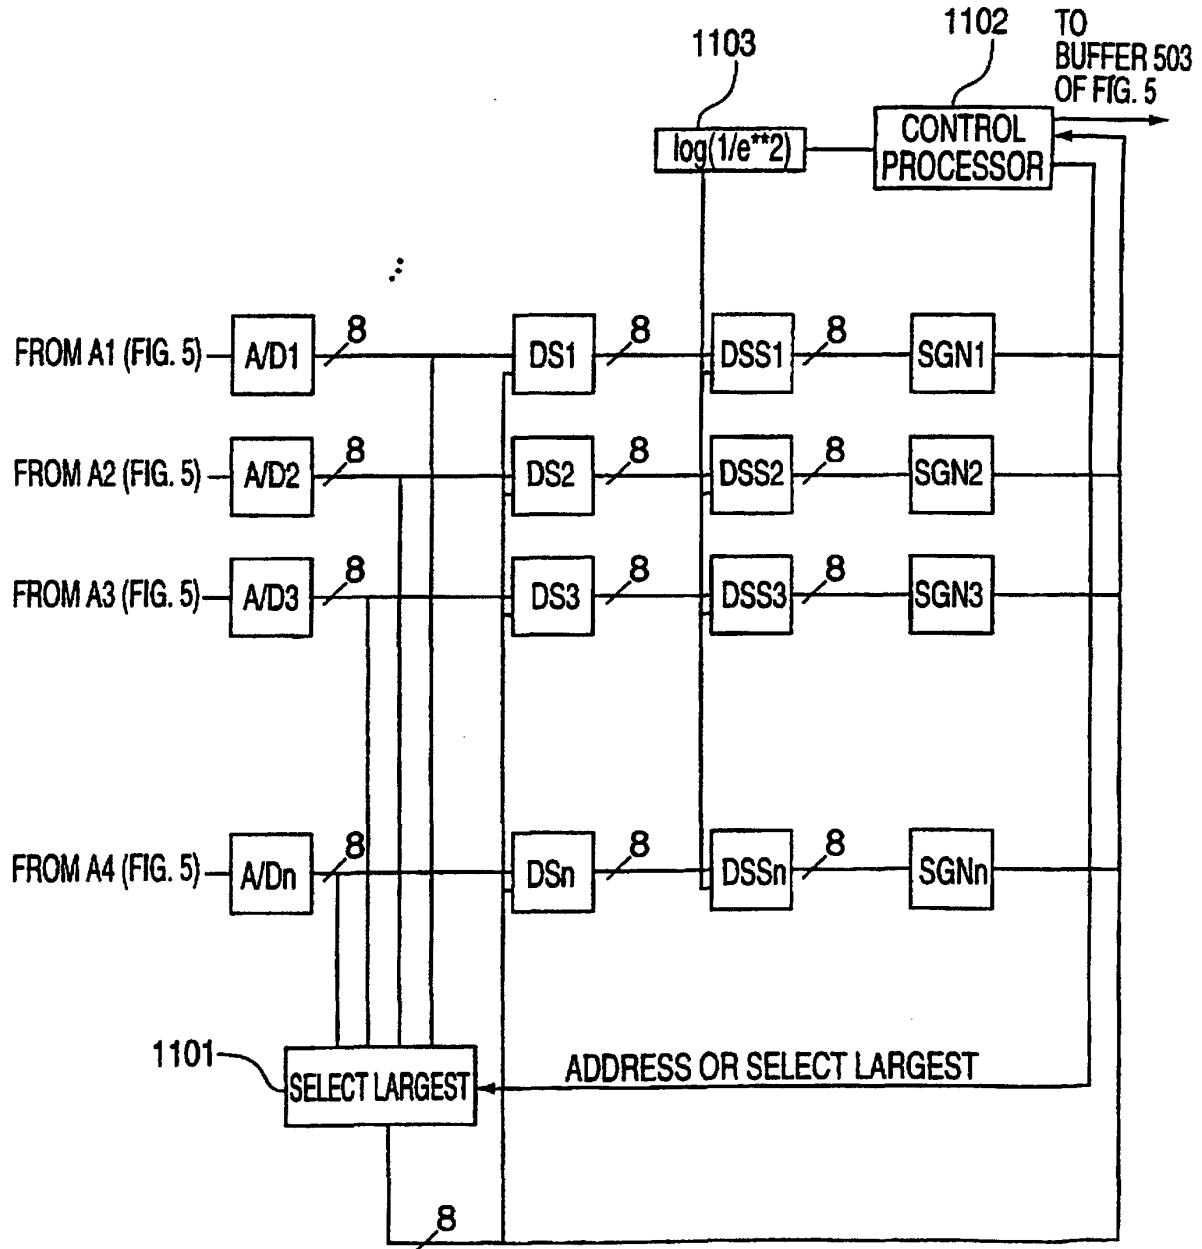 1103
1102
TO
BUFFER 503
OF FIG. 5
log(1/e**2)
CONTROL
PROCESSOR
FROM A1 (FIG. 5)
A/D1
8
DS1
8
DSS1
8
SGN1
FROM A2 (FIG. 5)
A/D2
8
DS2
8
DSS2
8
SGN2
FROM A3 (FIG. 5)
A/D3
8
DS3
8
DSS3
8
SGN3
FROM A4 (FIG. 5)
A/Dn
8
DSn
8
DSSn
8
SGNn
1101
SELECT LARGEST
ADDRESS OR SELECT LARGEST
8